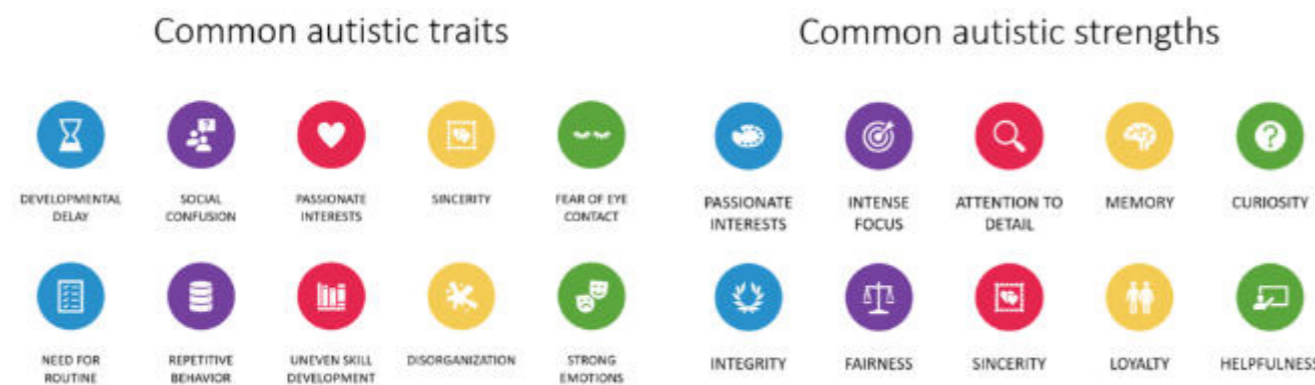 Common autistic traits
DEVELOPMENTAL
DELAY
SOCIAL
CONFUSION
PASSIONATE
INTERESTS
SINCERITY
FEAR OF EYE
CONTACT
NEED FOR
ROUTINE
REPETITIVE
BEHAVIOR
UNEVEN SKILL
DEVELOPMENT
DISORGANIZATION
STRONG
EMOTIONS
Common autistic strengths
PASSIONATE
INTERESTS
INTENSE
FOCUS
ATTENTION TO
DETAIL
MEMORY
CURIOSITY
INTEGRITY
FAIRNESS
SINCERITY
LOYALTY
HELPFULNESS